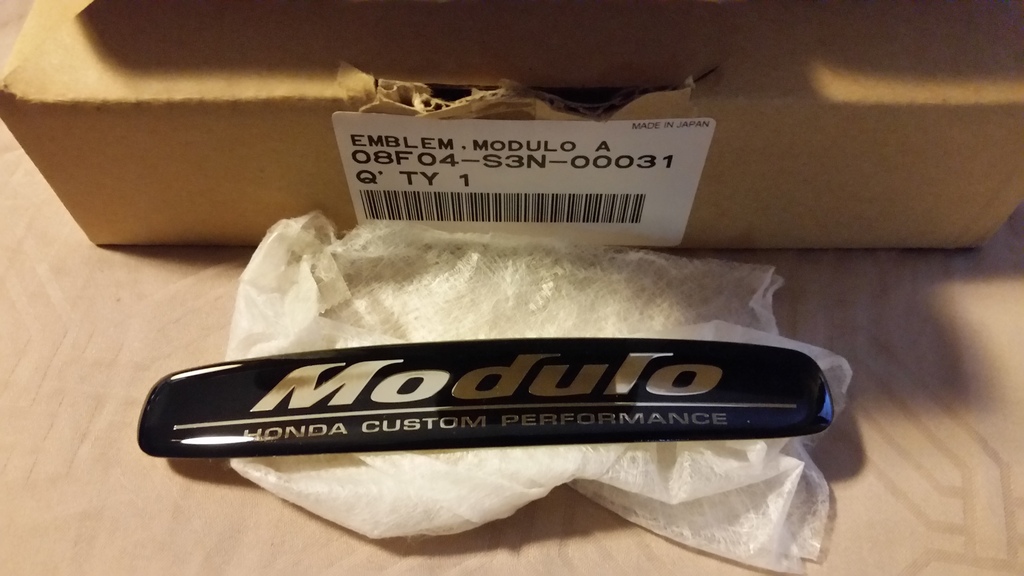 MADE IN JAPAN
EMBLEM,MODULO A
08F04-S3N-00031
Q'TY 1
Modulo
HONDA CUSTOM PERFORMANCE